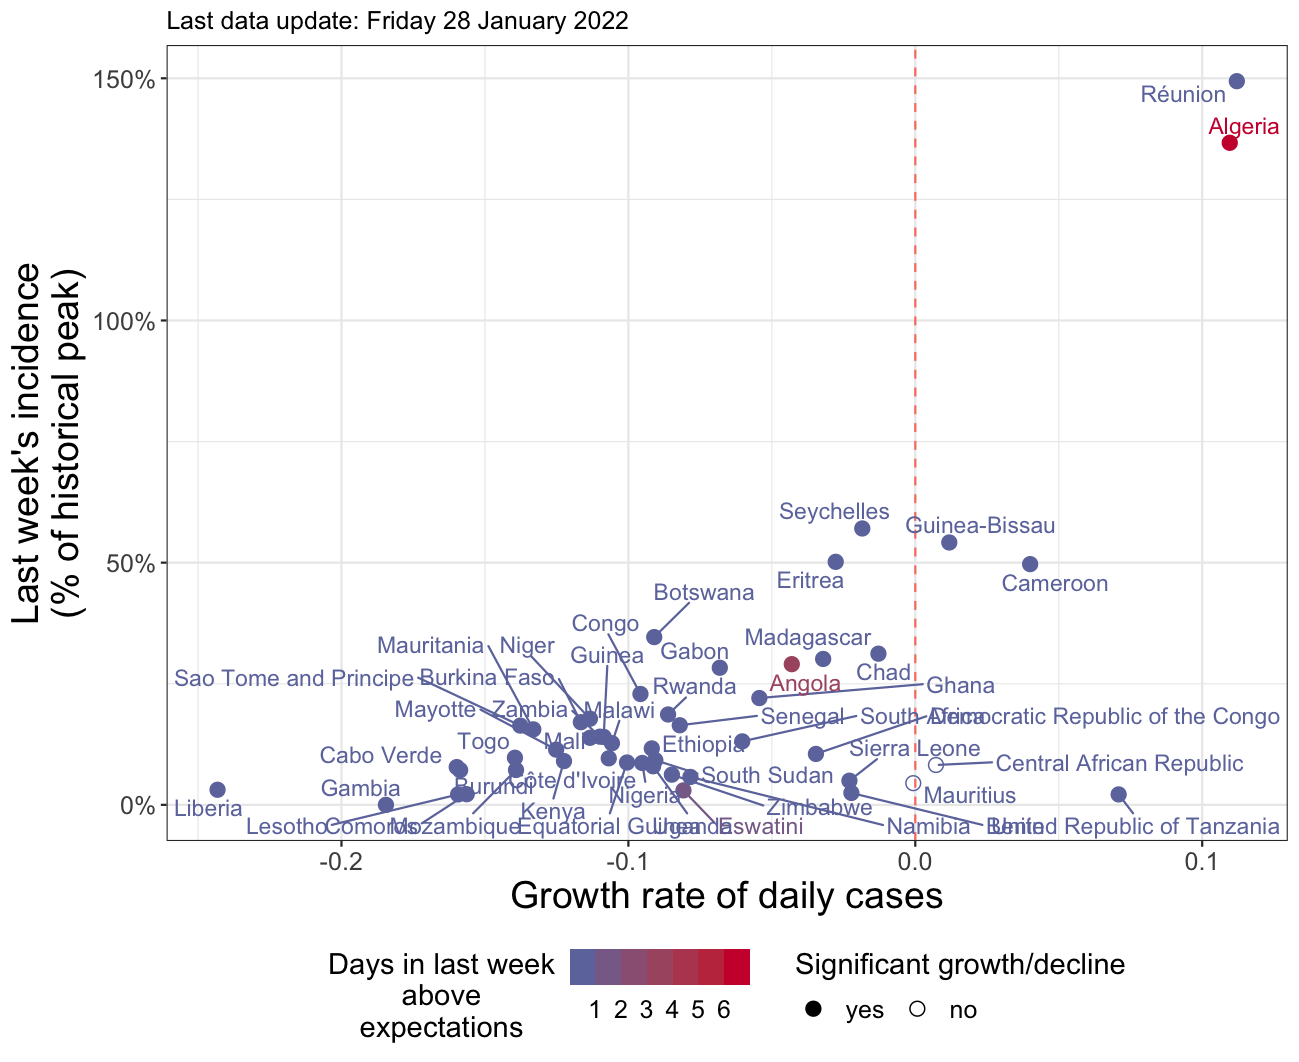 Last data update: Friday 28 January 2022
150%
100%
50%
0%
Last week's incidence
(% of historical peak)
Réunion
Algeria
Seychelles
Guinea-Bissau
Eritrea
Cameroon
Botswana
Congo
Madagascar
Mauritania
Niger
Guinea
Gabon
Chad
Sao Tome and Principe
Burkina Faso
Angola
Rwanda
Ghana
Mayotte
Zambia
Malawi
Senegal
South Africa
Democratic Republic of the Congo
Togo
Mali
Ethiopia
Sierra Leone
Cabo Verde
Central African Republic
South Sudan
Gambia
Burundi
Côte d'Ivoire
Nigeria
Mauritius
Liberia
Kenya
Zimbabwe
Lesotho
Comoros
Mozambique
Equatorial Guinea
Uganda
Eswatini
Namibia
Benin
United Republic of Tanzania
-0.2
-0.1
0.0
0.1
Growth rate of daily cases
Days in last week
above
expectations
1 2 3 4 5 6
Significant growth/decline
yes
no